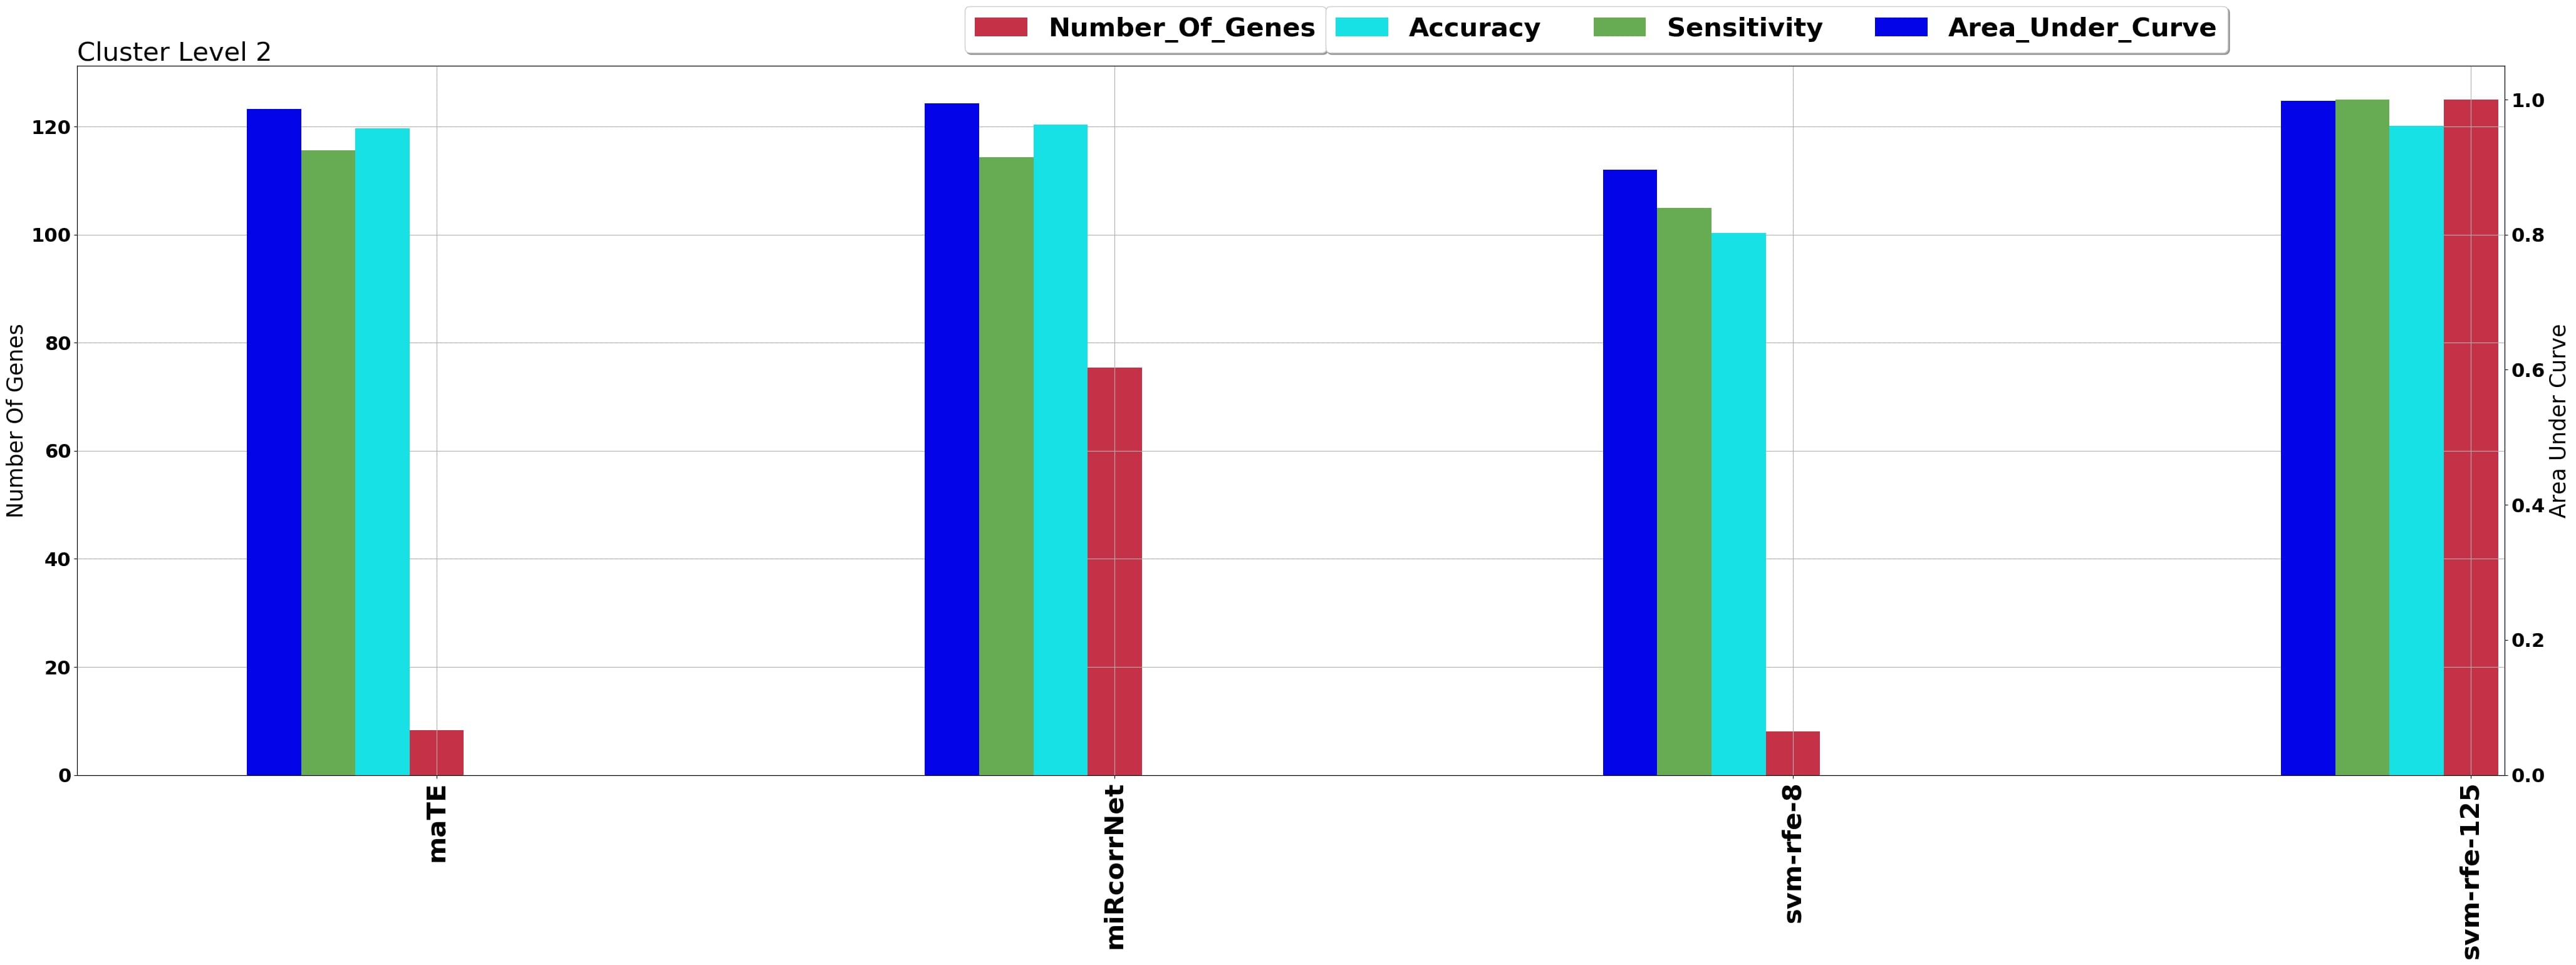 Number_Of_Genes Accuracy Sensitivity Area_Under_Curve
Cluster Level 2
Number Of Genes
120
100
80
60
40
20
0
1.0
0.8
0.6
0.4
0.2
0.0
Area Under Curve
maTE
miRcorrNet
svm-rfe-8
svm-rfe-125